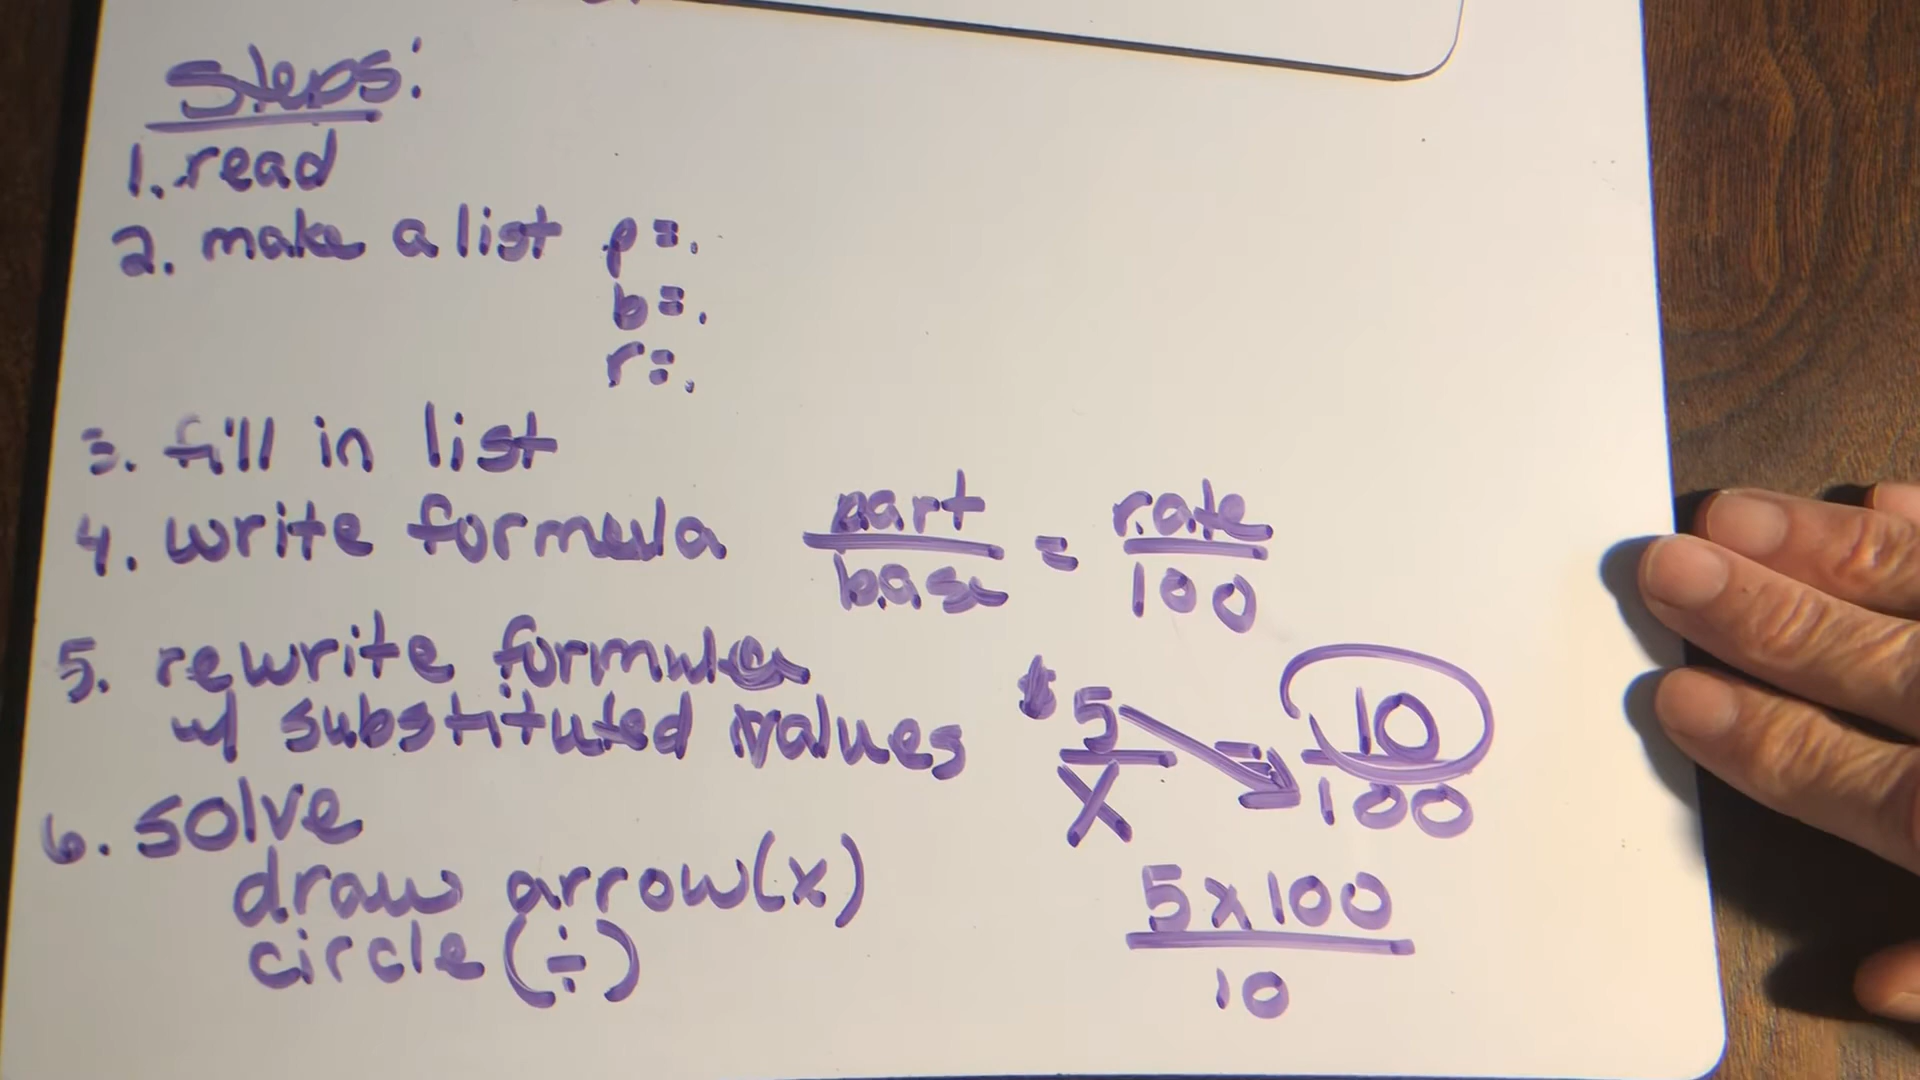 Steps:
1. read
2. make a list p=.
b=.
r=.
3. fill in list
4. write formula part/base = rate/100
5. rewrite formula
w/ substituted values $5/X = 10/100
6. solve
draw arrow(x)
circle(÷)
5x100
10